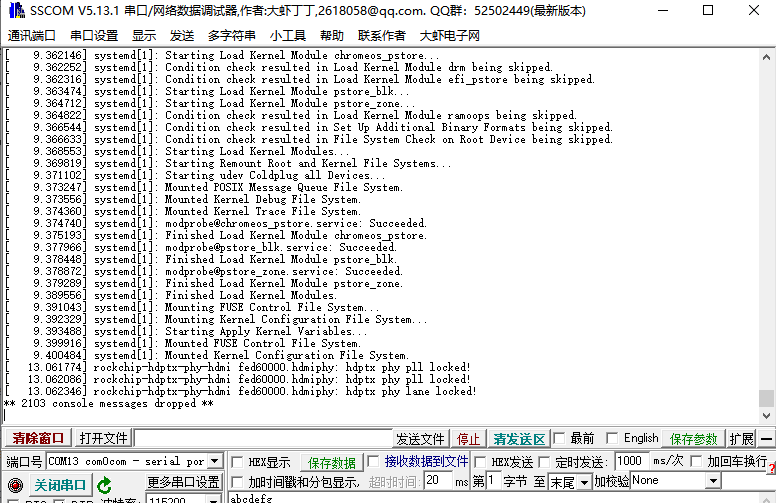 SSCOM V5.13.1 串口/网络数据调试器,作者:大虾丁丁,2618058@qq.com. QQ群: 52502449(最新版本)
通讯端口 串口设置 显示 发送 多字符串 小工具 帮助 联系作者 大虾电子网
[ 9.362146] systemd[1]: Starting Load Kernel Module chromeos_pstore...
[ 9.362252] systemd[1]: Condition check resulted in Load Kernel Module drm being skipped.
[ 9.362316] systemd[1]: Condition check resulted in Load Kernel Module efi_pstore being skipped.
[ 9.363474] systemd[1]: Starting Load Kernel Module pstore_blk...
[ 9.364712] systemd[1]: Starting Load Kernel Module pstore_zone...
[ 9.364822] systemd[1]: Condition check resulted in Load Kernel Module ramoops being skipped.
[ 9.366544] systemd[1]: Condition check resulted in Set Up Additional Binary Formats being skipped.
[ 9.366633] systemd[1]: Condition check resulted in File System Check on Root Device being skipped.
[ 9.368553] systemd[1]: Starting Load Kernel Modules...
[ 9.369819] systemd[1]: Starting Remount Root and Kernel File Systems...
[ 9.371102] systemd[1]: Starting udev Coldplug all Devices...
[ 9.373247] systemd[1]: Mounted POSIX Message Queue File System.
[ 9.373556] systemd[1]: Mounted Kernel Debug File System.
[ 9.374360] systemd[1]: Mounted Kernel Trace File System.
[ 9.374740] systemd[1]: modprobe@chromeos_pstore.service: Succeeded.
[ 9.375193] systemd[1]: Finished Load Kernel Module chromeos_pstore.
[ 9.377966] systemd[1]: modprobe@pstore_blk.service: Succeeded.
[ 9.378448] systemd[1]: Finished Load Kernel Module pstore_blk.
[ 9.378872] systemd[1]: modprobe@pstore_zone.service: Succeeded.
[ 9.379289] systemd[1]: Finished Load Kernel Module pstore_zone.
[ 9.389556] systemd[1]: Finished Load Kernel Modules.
[ 9.391043] systemd[1]: Mounting FUSE Control File System...
[ 9.392329] systemd[1]: Mounting Kernel Configuration File System...
[ 9.393488] systemd[1]: Starting Apply Kernel Variables...
[ 9.399916] systemd[1]: Mounted FUSE Control File System.
[ 9.400484] systemd[1]: Mounted Kernel Configuration File System.
[ 13.061774] rockchip-hdptx-phy-hdmi fed60000.hdmiphy: hdptx phy pll locked!
[ 13.062086] rockchip-hdptx-phy-hdmi fed60000.hdmiphy: hdptx phy pll locked!
[ 13.062346] rockchip-hdptx-phy-hdmi fed60000.hdmiphy: hdptx phy lane locked!
** 2103 console messages dropped **
清除窗口 打开文件 发送文件 停止 清发送区 最前 English 保存参数 扩展 —
端口号 COM13 com0com - serial por HEX显示 保存数据 接收数据到文件 HEX发送 定时发送: 1000 ms/次 加回车换行
关闭串口 更多串口设置 加时间戳和分包显示, 超时时间: 20 ms 第 1 字节 至 末尾 加校验 None
115200 abcdefg